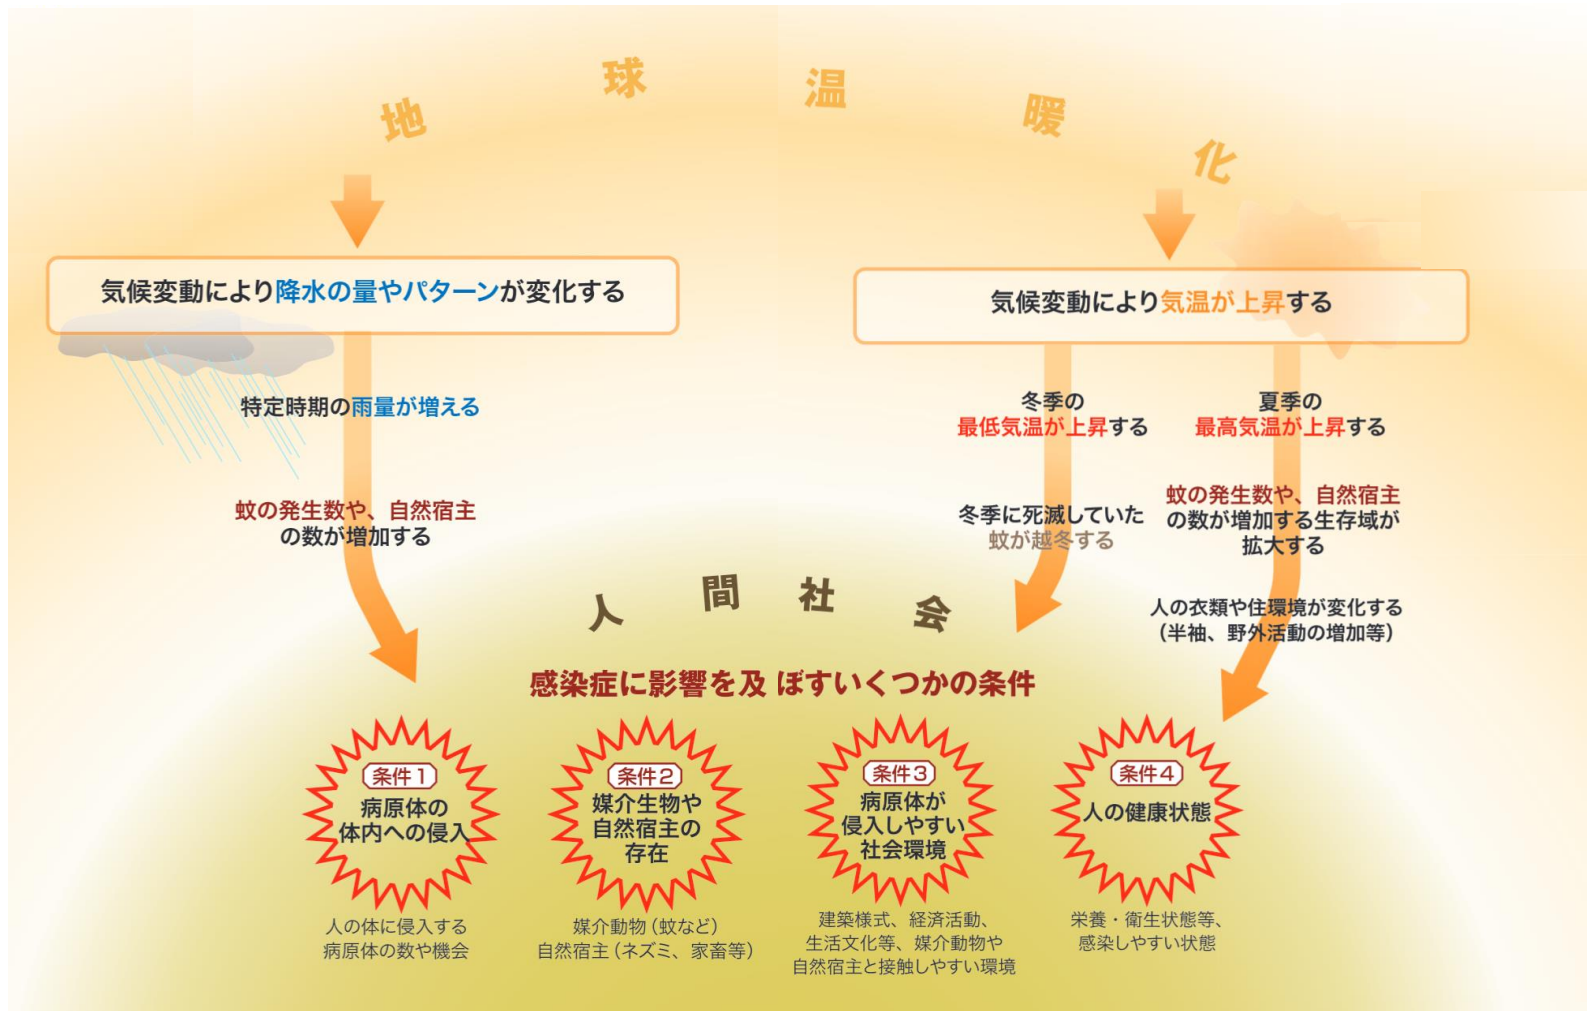 地球温暖化
気候変動により降水の量やパターンが変化する
気候変動により気温が上昇する
特定時期の雨量が増える
蚊の発生数や、自然宿主
の数が増加する
冬季の
最低気温が上昇する
冬季に死滅していた
蚊が越冬する
夏季の
最高気温が上昇する
蚊の発生数や、自然宿主
の数が増加する生存域が
拡大する
人の衣類や住環境が変化する
（半袖、野外活動の増加等）
人間社会
感染症に影響を及ぼすいくつかの条件
条件1
病原体の
体内への侵入
人の体に侵入する
病原体の数や機会
条件2
媒介生物や
自然宿主の
存在
媒介動物（蚊など）
自然宿主（ネズミ、家畜等）
条件3
病原体が
侵入しやすい
社会環境
建築様式、経済活動、
生活文化等、媒介動物や
自然宿主と接触しやすい環境
条件4
人の健康状態
栄養・衛生状態等、
感染しやすい状態